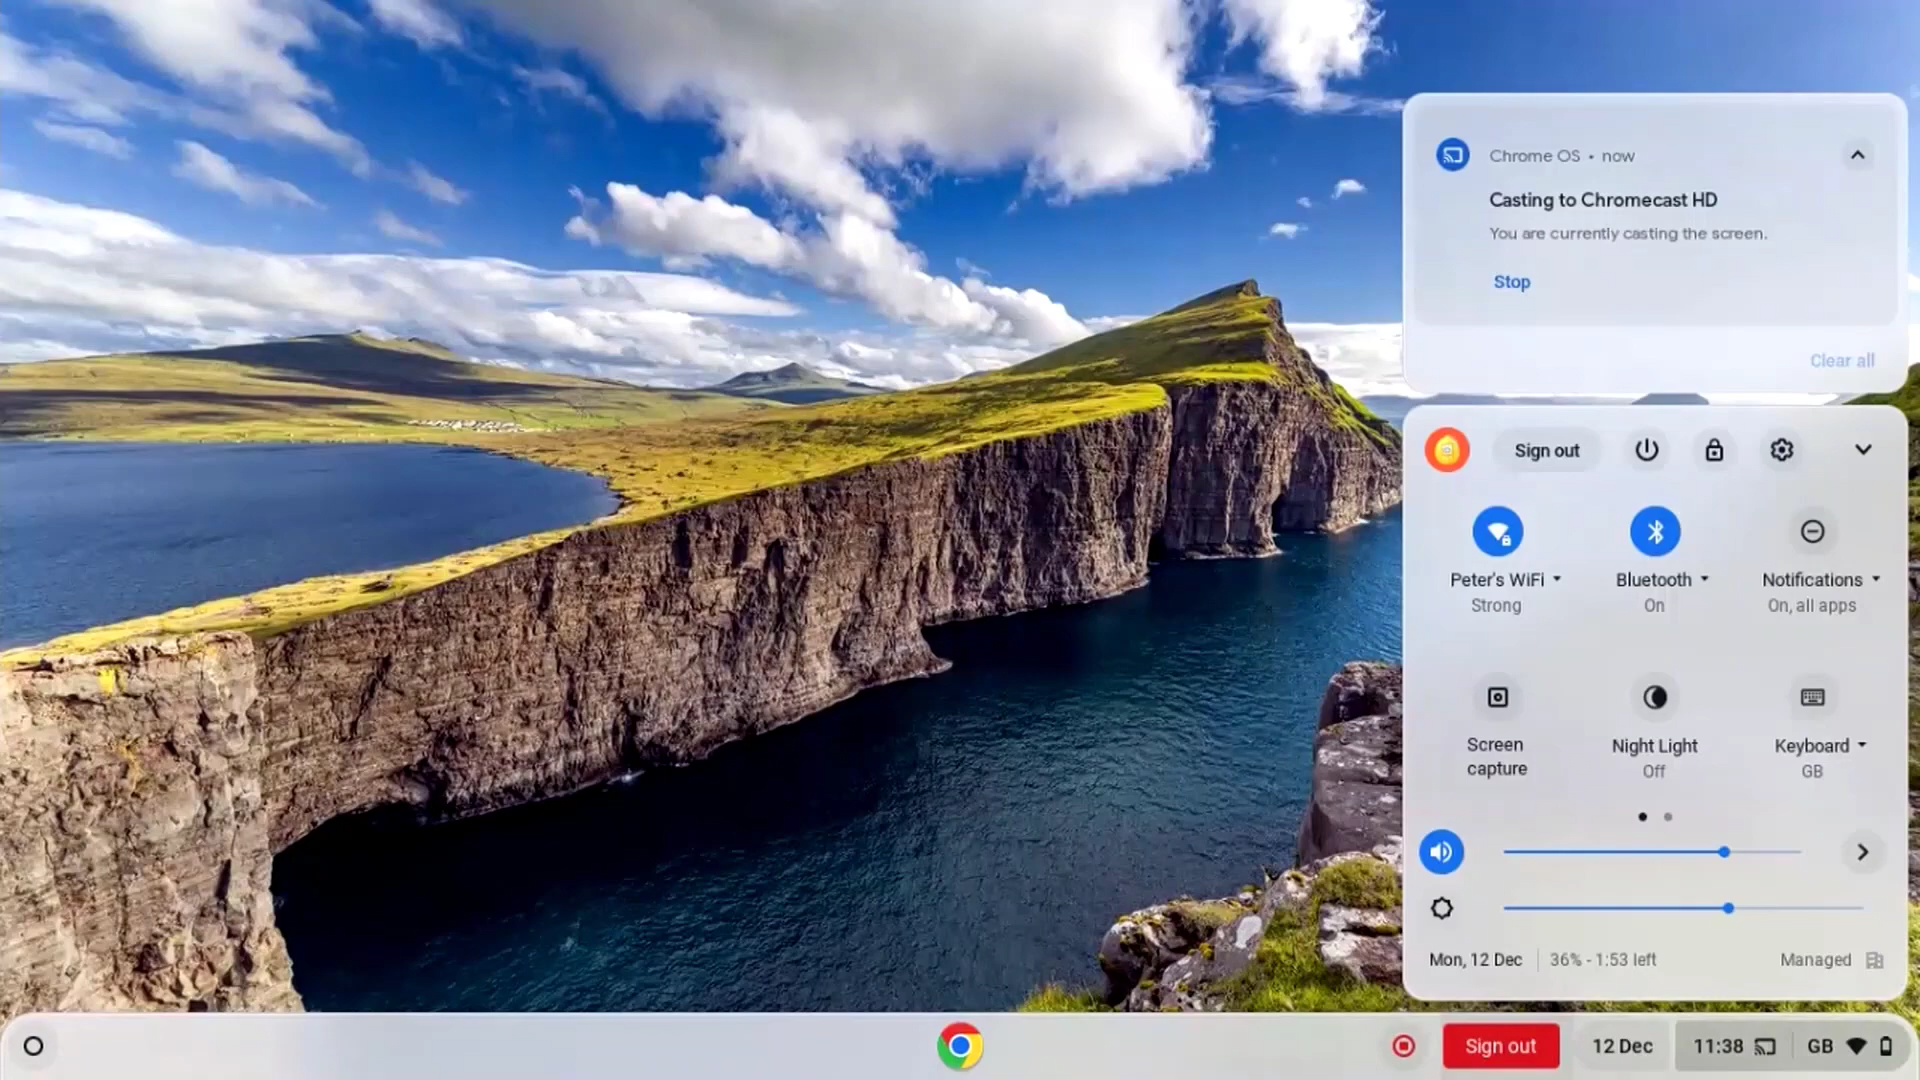 Chrome OS • now
Casting to Chromecast HD
You are currently casting the screen.
Stop
Clear all
Sign out
Peter's WiFi
Strong
Bluetooth
On
Notifications
On, all apps
Screen
capture
Night Light
Off
Keyboard
GB
Mon, 12 Dec
36% - 1:53 left
Managed
Sign out
12 Dec
11:38
GB